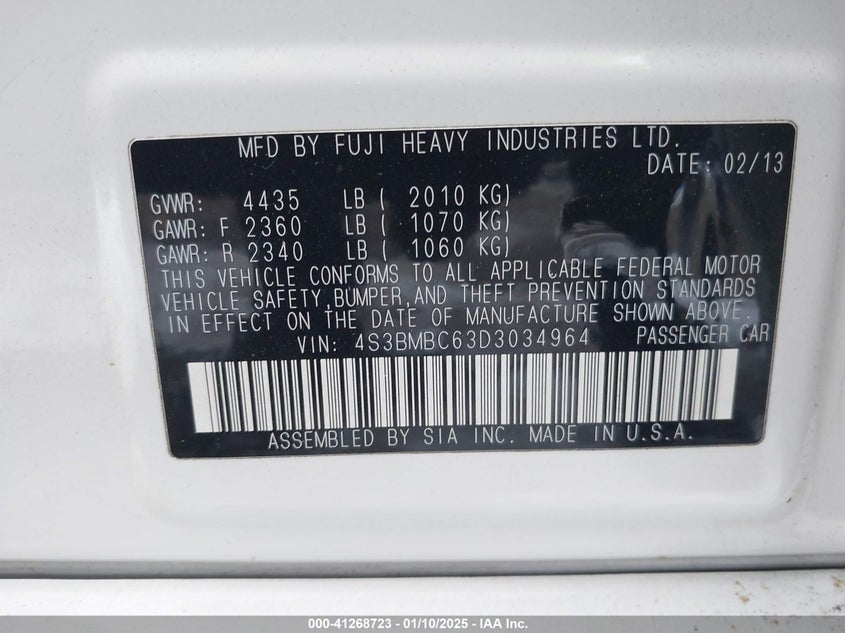 MFD BY FUJI HEAVY INDUSTRIES LTD.
DATE: 02/13
GVWR: 4435 LB ( 2010 KG)
GAWR: F 2360 LB ( 1070 KG)
GAWR: R 2340 LB ( 1060 KG)
THIS VEHICLE CONFORMS TO ALL APPLICABLE FEDERAL MOTOR
VEHICLE SAFETY,BUMPER,AND THEFT PREVENTION STANDARDS
IN EFFECT ON THE DATE OF MANUFACTURE SHOWN ABOVE.
VIN: 4S3BMBC63D3034964 PASSENGER CAR
ASSEMBLED BY SIA INC. MADE IN U.S.A.
000-41268723 - 01/10/2025 - IAA Inc.